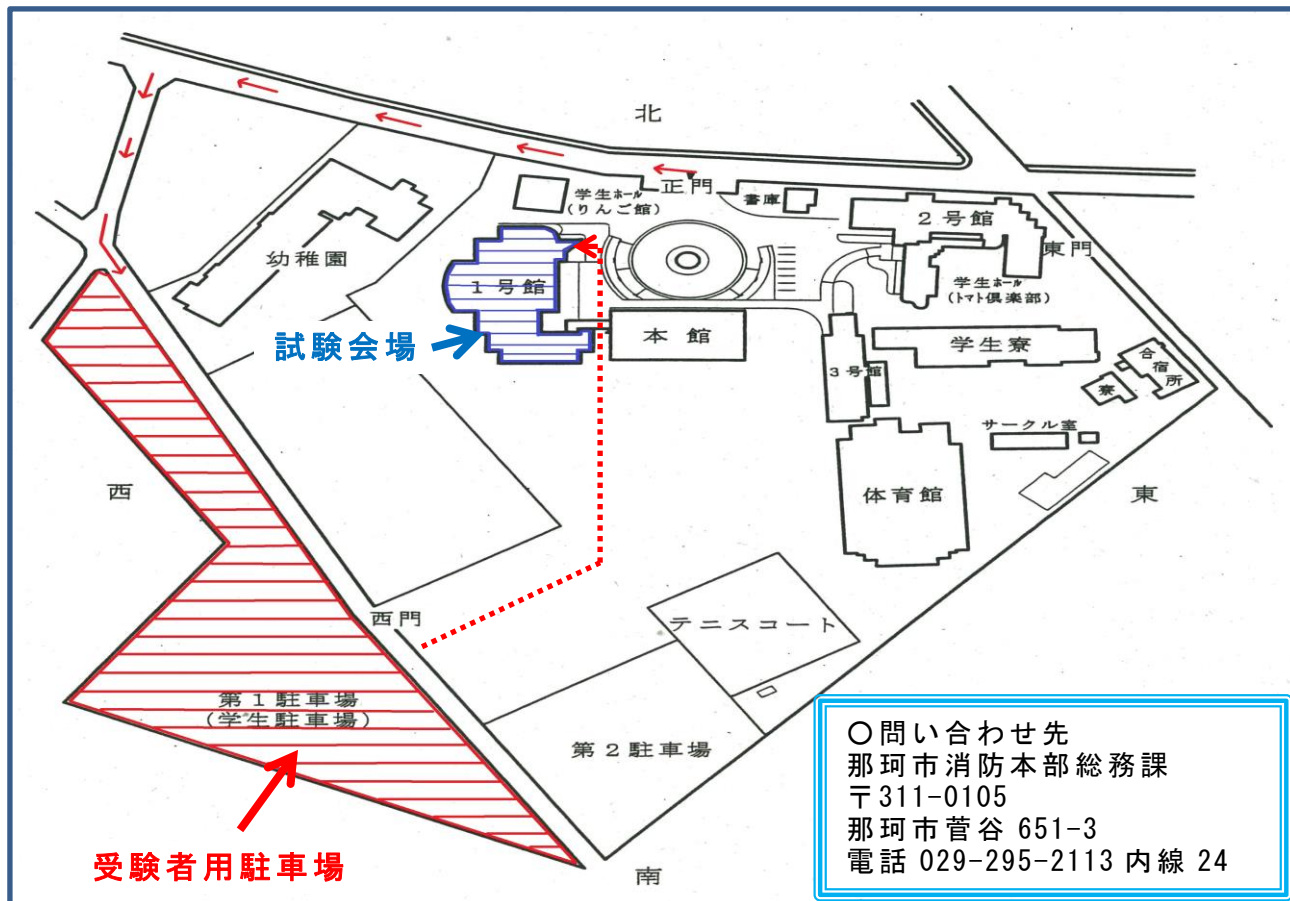 北
正門
学生ホール
(りんご館)
書庫
2号館
東門
幼稚園
1号館
学生ホール
(トマト倶楽部)
試験会場
本館
学生寮
3号館
合宿所
寮
サークル室
西
体育館
東
西門
テニスコート
第1駐車場
(学生駐車場)
第2駐車場
受験者用駐車場
南
○問い合わせ先
那珂市消防本部総務課
〒311-0105
那珂市菅谷 651-3
電話 029-295-2113 内線 24